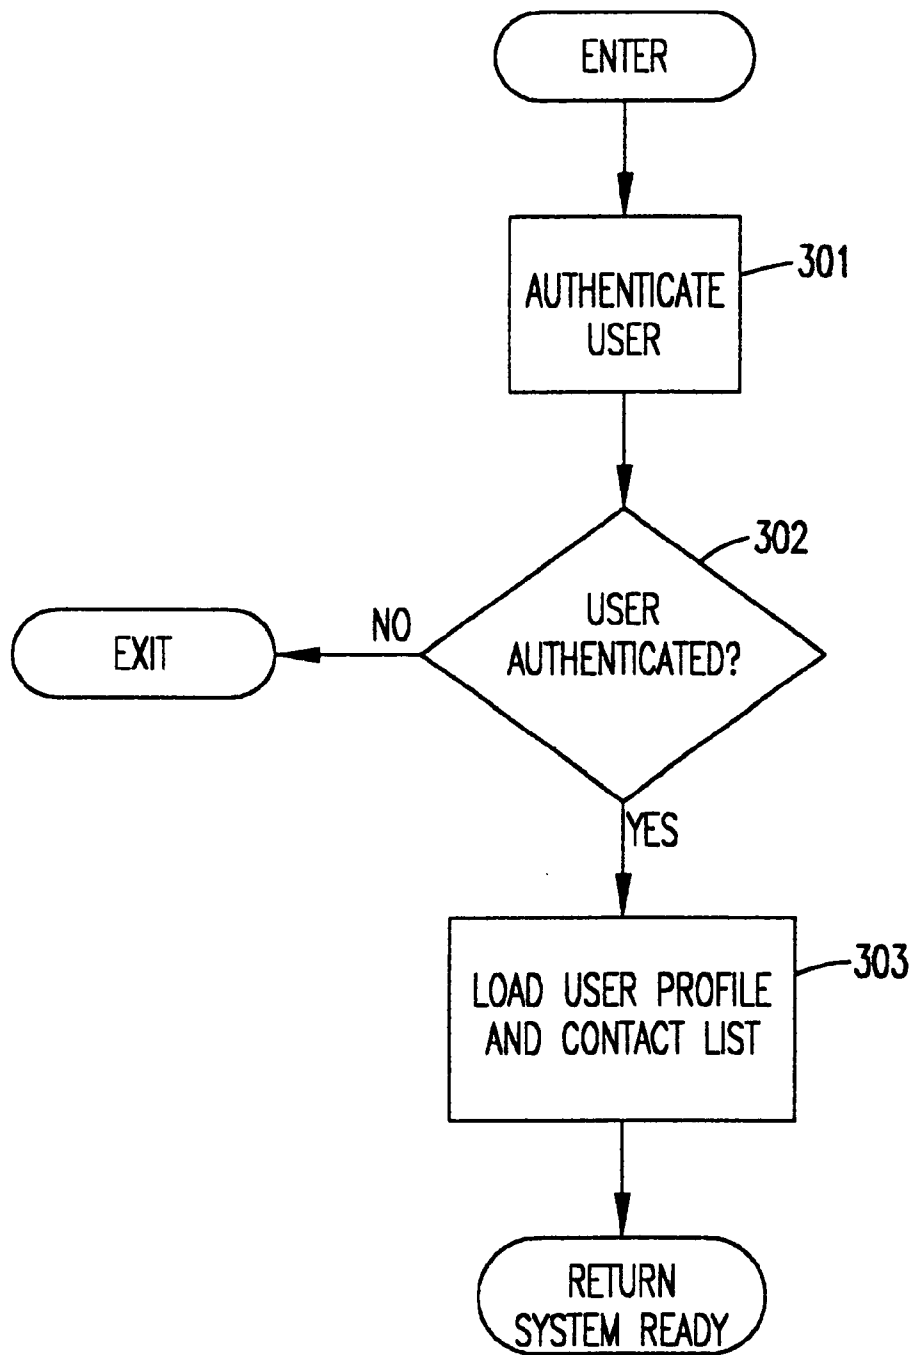 ENTER
AUTHENTICATE
USER
301
302
USER
AUTHENTICATED?
NO
EXIT
YES
LOAD USER PROFILE
AND CONTACT LIST
303
RETURN
SYSTEM READY